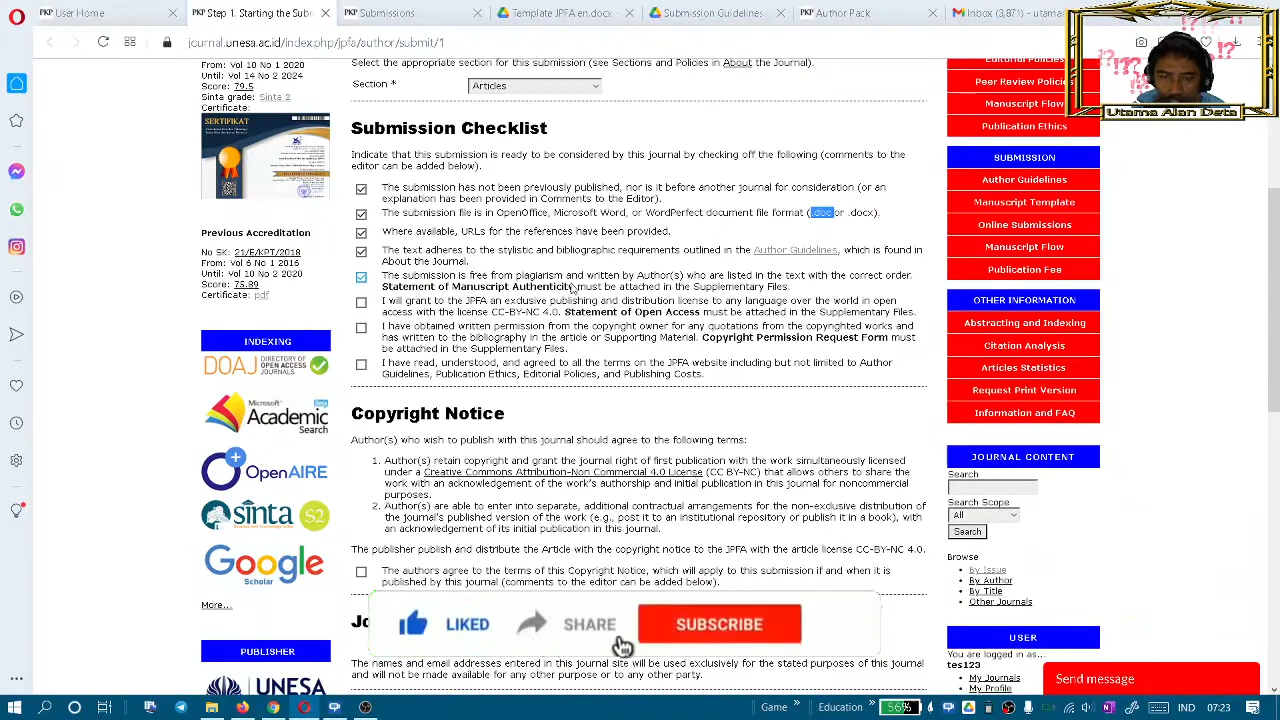 User Home
Step 1. Starting the Submi
Submissions
Template JPFA en.docx -
Submission Guidelines -
Author Pack
Inbox (3,871) -
journal.unesa.ac.id/index.php/jpfa/author/submit/1
Utama Alan Deta
From: Vol 10 No 1 2020
Until: Vol 14 No 2 2024
Score: 79.5
Sinta grade: Sinta 2
Certificate:
SERTIFIKAT
Previous Accred
No SK: 21/E/KPT/2018
From: Vol 6 No 1 2016
Until: Vol 10 No 2 2020
Score: 75.89
Certificate: pdf
INDEXING
DOAJ DIRECTORY OF OPEN ACCESS JOURNALS
Microsoft Beta
Academic
Search
OpenAIRE
sinta S2
Google
Scholar
More...
PUBLISHER
UNESA
Select the appropriate section for this submission (see Sections and Policies in About the Journal).
Articles
Submission Checklist
Indicate that this submission is ready to be considered by this journal by checking off the following (comments to the
editor can be added below).
The submission has not been previously published, nor is it before another journal for consideration (or an
explanation has been provided in Comments to the Editor).
The submission file is in OpenOffice, Microsoft Word, or WordPerfect document file format (.doc or .docx).
Where available, URLs for the references have been provided.
The text adheres to the stylistic and bibliographic requirements outlined in the Author Guidelines, which is found in
About the Journal.
The submission is free from plagiarism and written by Author(s) who are listed in the text with the correct order.
Statement of Manuscript Authenticity must be attached in the Supplementary Files.
I will grant to the JPFA an exclusive publishing and distribution license to any language over the world in open
access with the license CC-BY-NC 4.0. License to Open Access must be attached in the Supplementary Files.
I have obtained written permission from the copyright owner for any quotations from the copyrighted works and
had written to the bibliography in the article or Supporting Material. Copyright Permission Request Form must
be attached in the Supplementary Files.
I have read, understood, and agreed to all the terms on the JPFA website including but not limited to Author
Guidelines, Publication Ethics, Editorial Policies, and Publishing Costs.
Copyright Notice
Author(s) who wish to publish with this journal should agree to the following terms:
1. Author(s) retain copyright and grant the journal right of first publication with the work simultaneously licensed
under a Creative Commons Attribution-Non Commercial 4.0 License (CC BY-NC) that allows others to share the
work with an acknowledgement of the work's authorship and initial publication in this journal for noncommercial
purposes.
2. Author(s) are able to enter into separate, additional contractual arrangements for the non-exclusive distribution of
the journal's published version of the work (e.g., post it to an institutional repository or publish it in a book), with
an acknowledgement of its initial publication in this journal.
The publisher publish and distribute the Article with the copyright notice to the JPFA with the article license CC-BY-NC 4.0.
The authors agree to the terms of this Copyright Notice, which will apply to this submission if and when it is
published by this journal (comments to the editor can be added below).
LIKED
SHARE
SUBSCRIBE
The names and email addresses entered in this journal site will be used exclusively for the stated purposes of this journal
and will not be made available for any other purpose or to any other party.
Editorial Policies
Peer Review Policies
Manuscript Flow
Publication Ethics
SUBMISSION
Author Guidelines
Manuscript Template
Online Submissions
Manuscript Flow
Publication Fee
OTHER INFORMATION
Abstracting and Indexing
Citation Analysis
Articles Statistics
Request Print Version
Information and FAQ
JOURNAL CONTENT
Search
Search Scope
All
Search
Browse
By Issue
By Author
By Title
Other Journals
USER
You are logged in as...
tes123
My Journals
My Profile
Send message
Game
Education
56%
IND
07:23